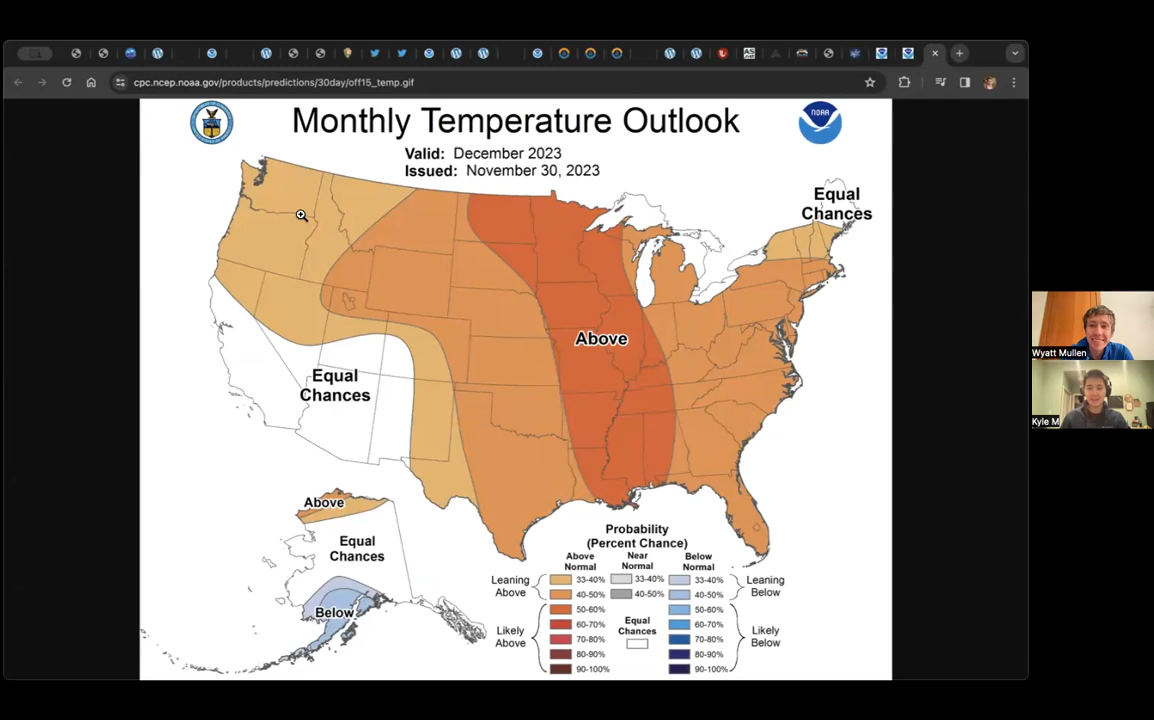 cpc.ncep.noaa.gov/products/predictions/30day/off15_temp.gif
Monthly Temperature Outlook
NOAA
Valid: December 2023
Issued: November 30, 2023
Equal
Chances
Above
Equal
Chances
Above
Equal
Chances
Below
Probability
(Percent Chance)
Above
Normal
Near
Normal
Below
Normal
Leaning
Above
33-40%
33-40%
33-40%
Leaning
Below
40-50%
40-50%
40-50%
Likely
Above
50-60%
50-60%
Likely
Below
60-70%
Equal
Chances
60-70%
70-80%
70-80%
80-90%
80-90%
90-100%
90-100%
Wyatt Mullen
Kyle M